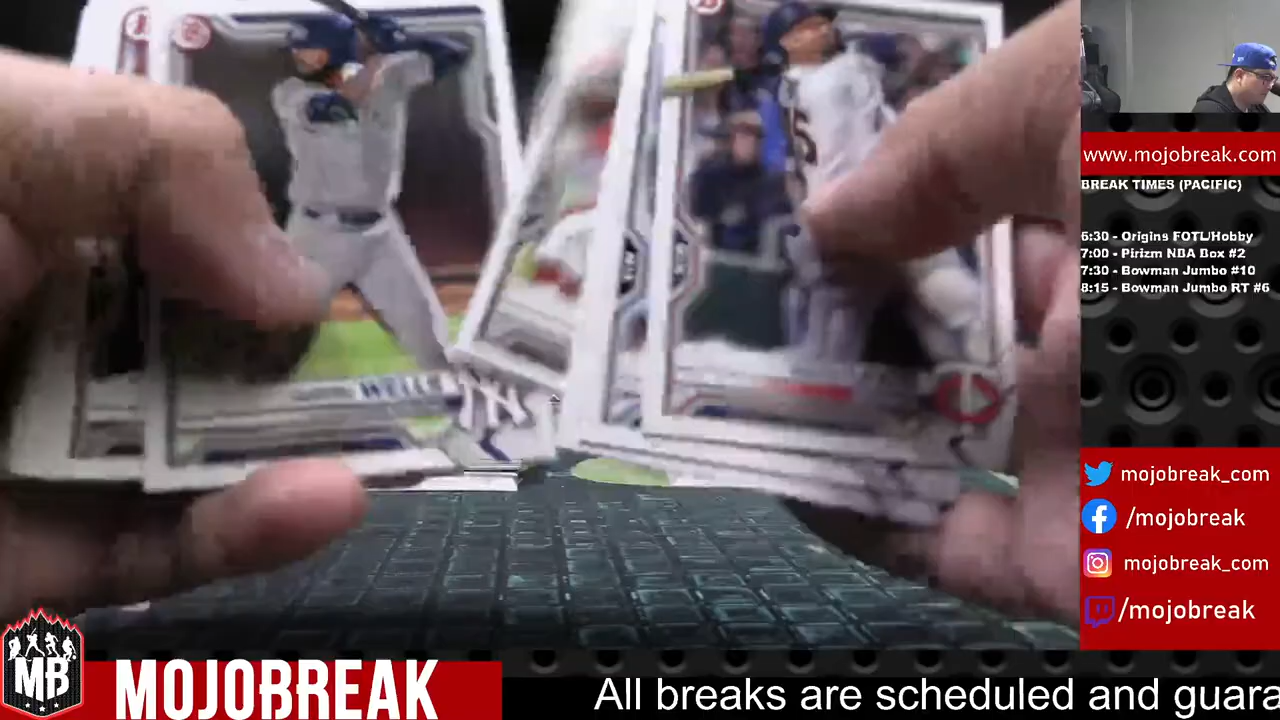 www.mojobreak.com
BREAK TIMES (PACIFIC)
6:30 - Origins FOTL/Hobby
7:00 - Pirizm NBA Box #2
7:30 - Bowman Jumbo #10
8:15 - Bowman Jumbo RT #6
mojobreak_com
/mojobreak
mojobreak_com
/mojobreak
MB
MOJOBREAK
All breaks are scheduled and guara